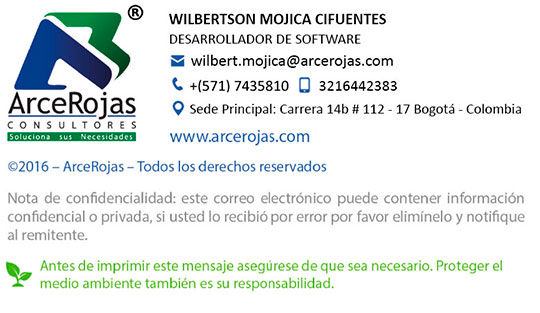 ®
ArceRojas
CONSULTORES
Soluciona sus Necesidades
WILBERTSON MOJICA CIFUENTES
DESARROLLADOR DE SOFTWARE
wilbert.mojica@arcerojas.com
+(571) 7435810 3216442383
Sede Principal: Carrera 14b # 112 - 17 Bogotá - Colombia
www.arcerojas.com
©2016 – ArceRojas – Todos los derechos reservados
Nota de confidencialidad: este correo electrónico puede contener información
confidencial o privada, si usted lo recibió por error por favor elimínelo y notifique
al remitente.
Antes de imprimir este mensaje asegúrese de que sea necesario. Proteger el
medio ambiente también es su responsabilidad.